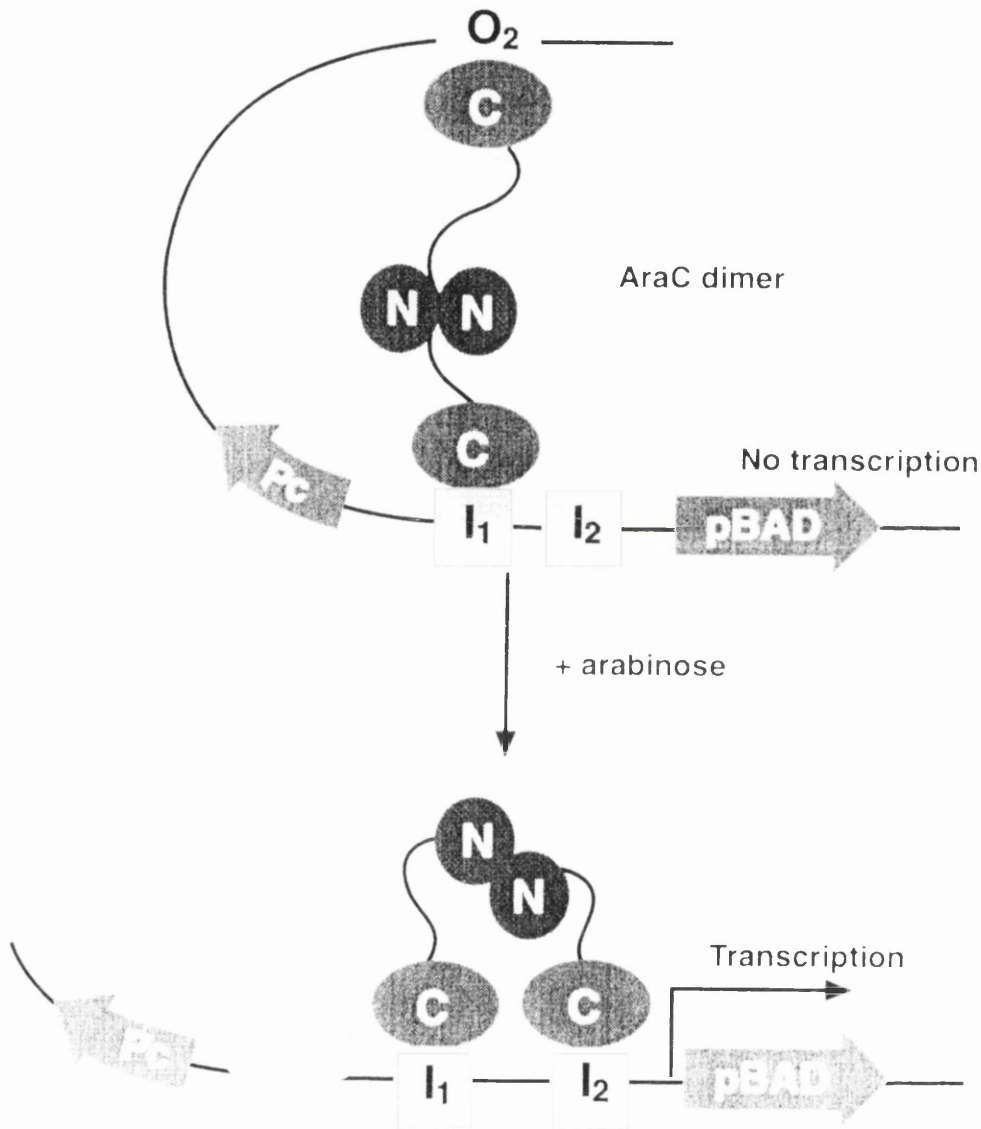 O₂
C
N N
AraC dimer
C
Pc
No transcription
I₁ I₂ pBAD
+ arabinose
N
N
Transcription
C C
Pc
I₁ I₂ pBAD